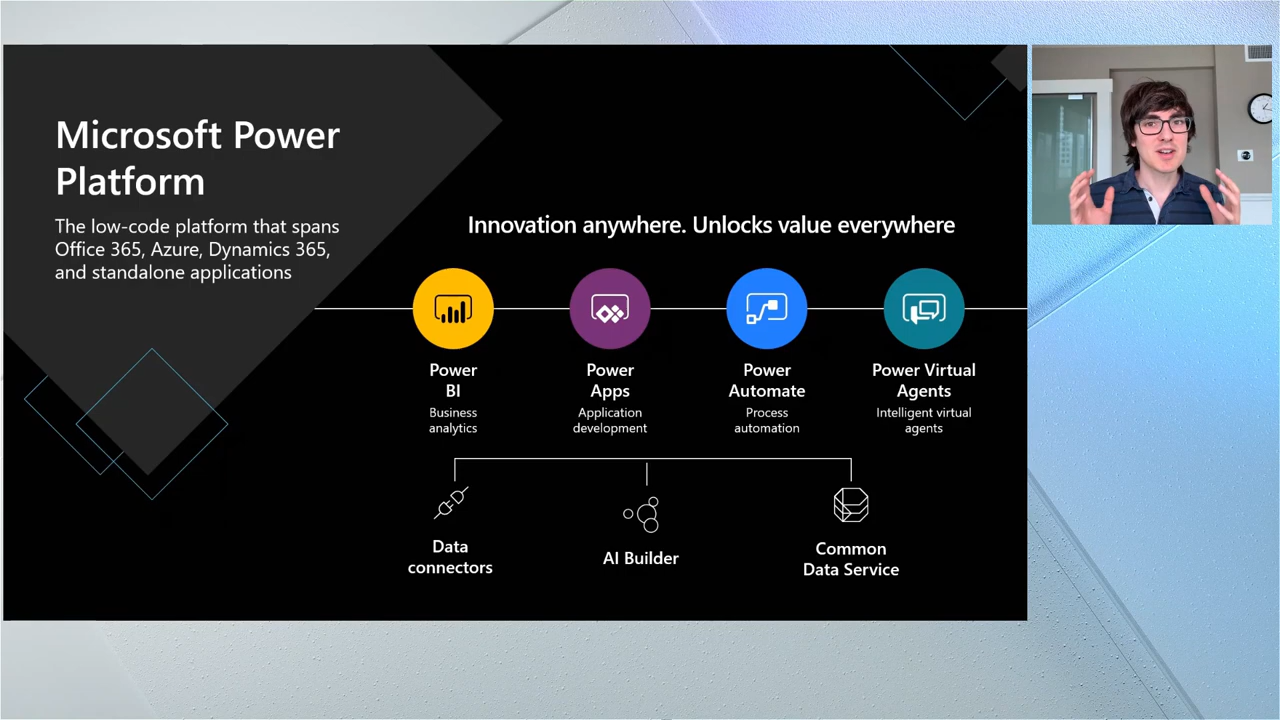 Microsoft Power
Platform
The low-code platform that spans
Office 365, Azure, Dynamics 365,
and standalone applications
Innovation anywhere. Unlocks value everywhere
Power
BI
Business
analytics
Power
Apps
Application
development
Power
Automate
Process
automation
Power Virtual
Agents
Intelligent virtual
agents
Data
connectors
AI Builder
Common
Data Service